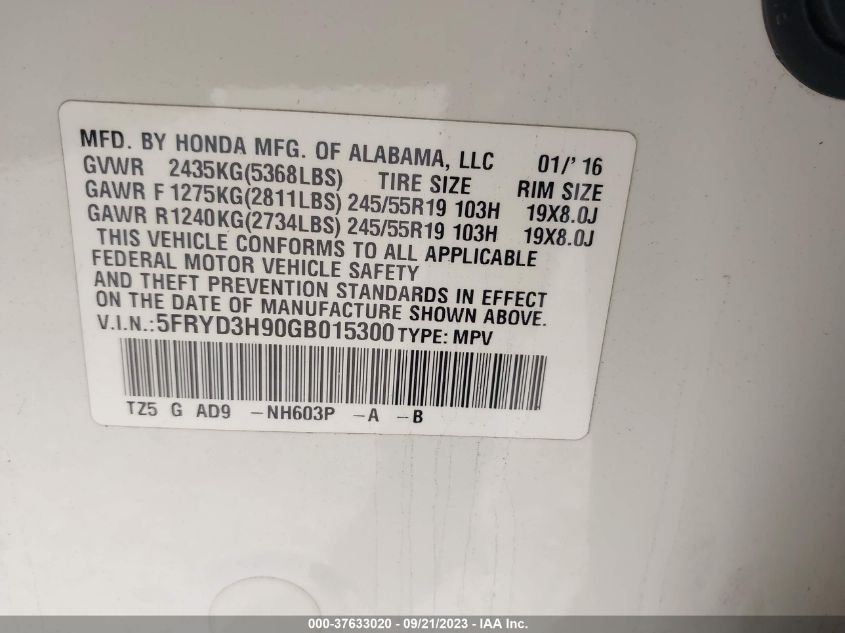 MFD. BY HONDA MFG. OF ALABAMA, LLC 01/'16
GVWR 2435KG(5368LBS) TIRE SIZE RIM SIZE
GAWR F 1275KG(2811LBS) 245/55R19 103H 19X8.0J
GAWR R1240KG(2734LBS) 245/55R19 103H 19X8.0J
THIS VEHICLE CONFORMS TO ALL APPLICABLE
FEDERAL MOTOR VEHICLE SAFETY
AND THEFT PREVENTION STANDARDS IN EFFECT
ON THE DATE OF MANUFACTURE SHOWN ABOVE.
V.I.N.:5FRYD3H90GB015300 TYPE: MPV
TZ5 G AD9 -NH603P -A -B
000-37633020 - 09/21/2023 - IAA Inc.